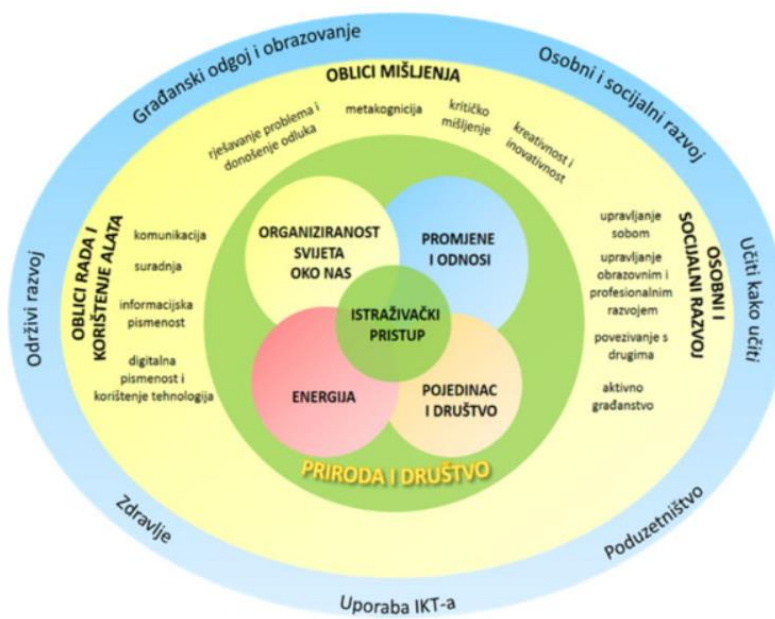 Građanski odgoj i obrazovanje
Osobni i socijalni razvoj
Učiti kako učiti
Poduzetništvo
Uporaba IKT-a
Zdravlje
Održivi razvoj
OBLICI MIŠLJENJA
rješavanje problema i
donošenje odluka
metakognicija
kritičko
mišljenje
kreativnost i
inovativnost
OBLICI RADA I
KORIŠTENJE ALATA
komunikacija
suradnja
informacijska
pismenost
digitalna
pismenost i
korištenje tehnologija
OSOBNI I
SOCIJALNI RAZVOJ
upravljanje
sobom
upravljanje
obrazovnim i
profesionalnim
razvojem
povezivanje s
drugima
aktivno
građanstvo
ORGANIZIRANOST
SVIJETA
OKO NAS
PROMJENE
I ODNOSI
ISTRAŽIVAČKI
PRISTUP
ENERGIJA
POJEDINAC
I DRUŠTVO
PRIRODA I DRUŠTVO